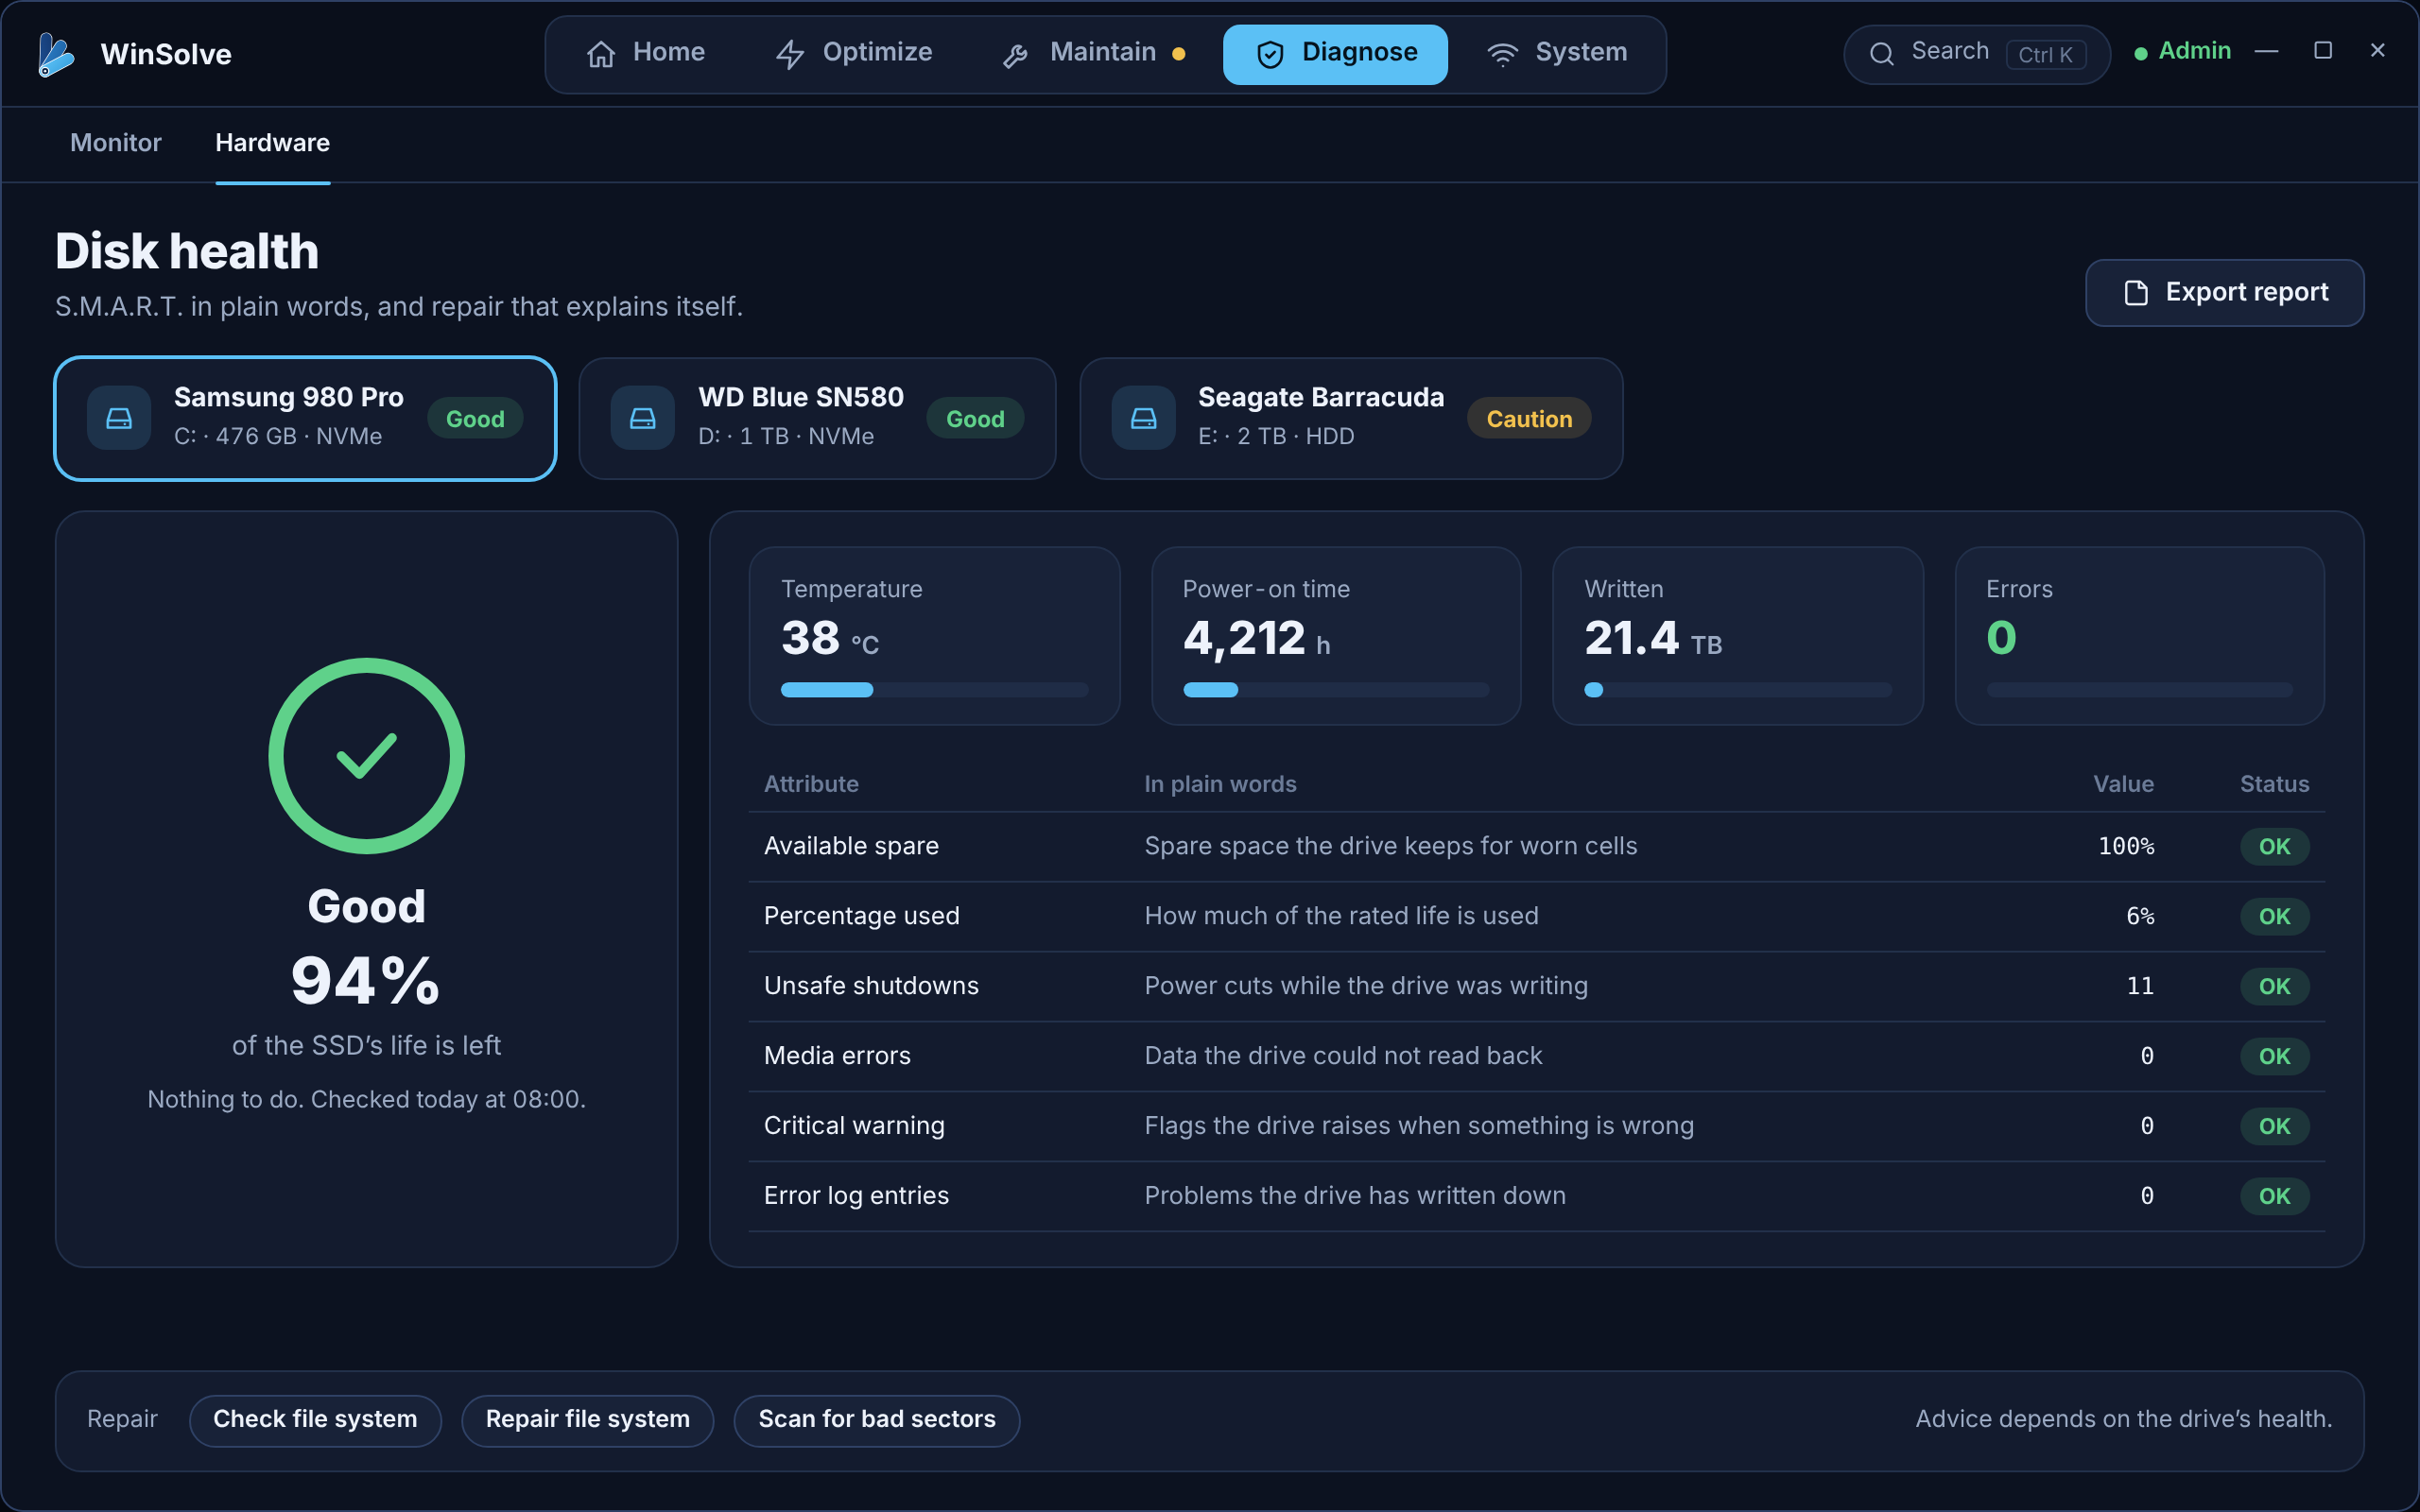 WinSolve
Home
Optimize
Maintain
Diagnose
System
Search
Ctrl K
Admin
Monitor
Hardware
Disk health
S.M.A.R.T. in plain words, and repair that explains itself.
Export report
Samsung 980 Pro
C: · 476 GB · NVMe
Good
WD Blue SN580
D: · 1 TB · NVMe
Good
Seagate Barracuda
E: · 2 TB · HDD
Caution
Good
94%
of the SSD’s life is left
Nothing to do. Checked today at 08:00.
Temperature
38 °C
Power-on time
4,212 h
Written
21.4 TB
Errors
0
Attribute In plain words Value Status
Available spare Spare space the drive keeps for worn cells 100% OK
Percentage used How much of the rated life is used 6% OK
Unsafe shutdowns Power cuts while the drive was writing 11 OK
Media errors Data the drive could not read back 0 OK
Critical warning Flags the drive raises when something is wrong 0 OK
Error log entries Problems the drive has written down 0 OK
Repair
Check file system
Repair file system
Scan for bad sectors
Advice depends on the drive’s health.